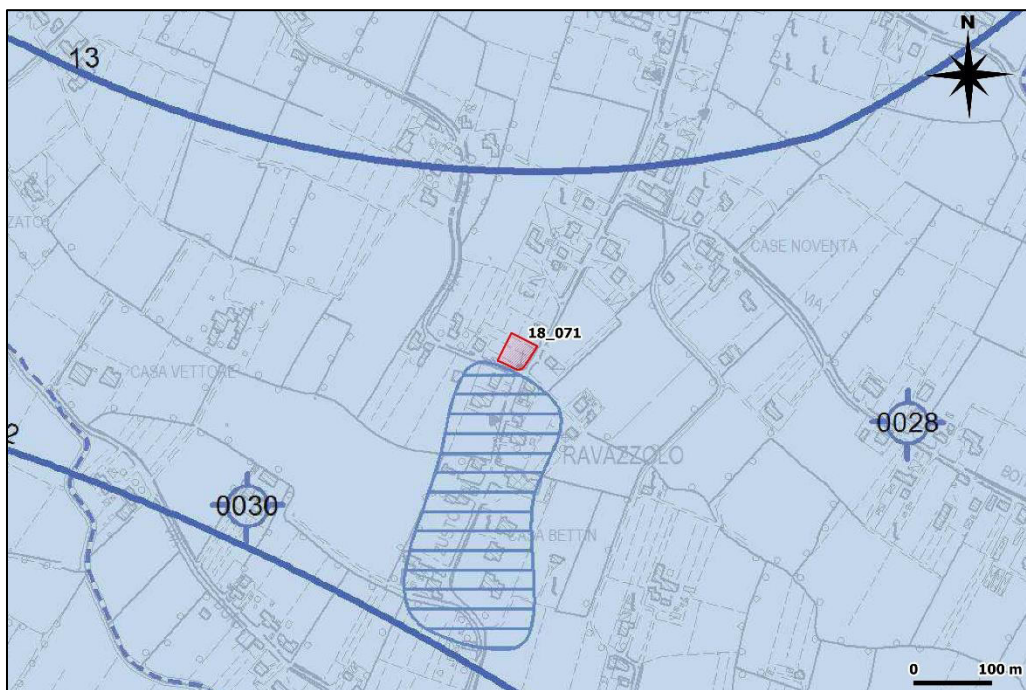 N
13
ZATO
CASE NOVENTA
VIA
18_071
CASA VETTORE
0028
2
RAVAZZOLO
0030
CASA BETTIN
0 100 m